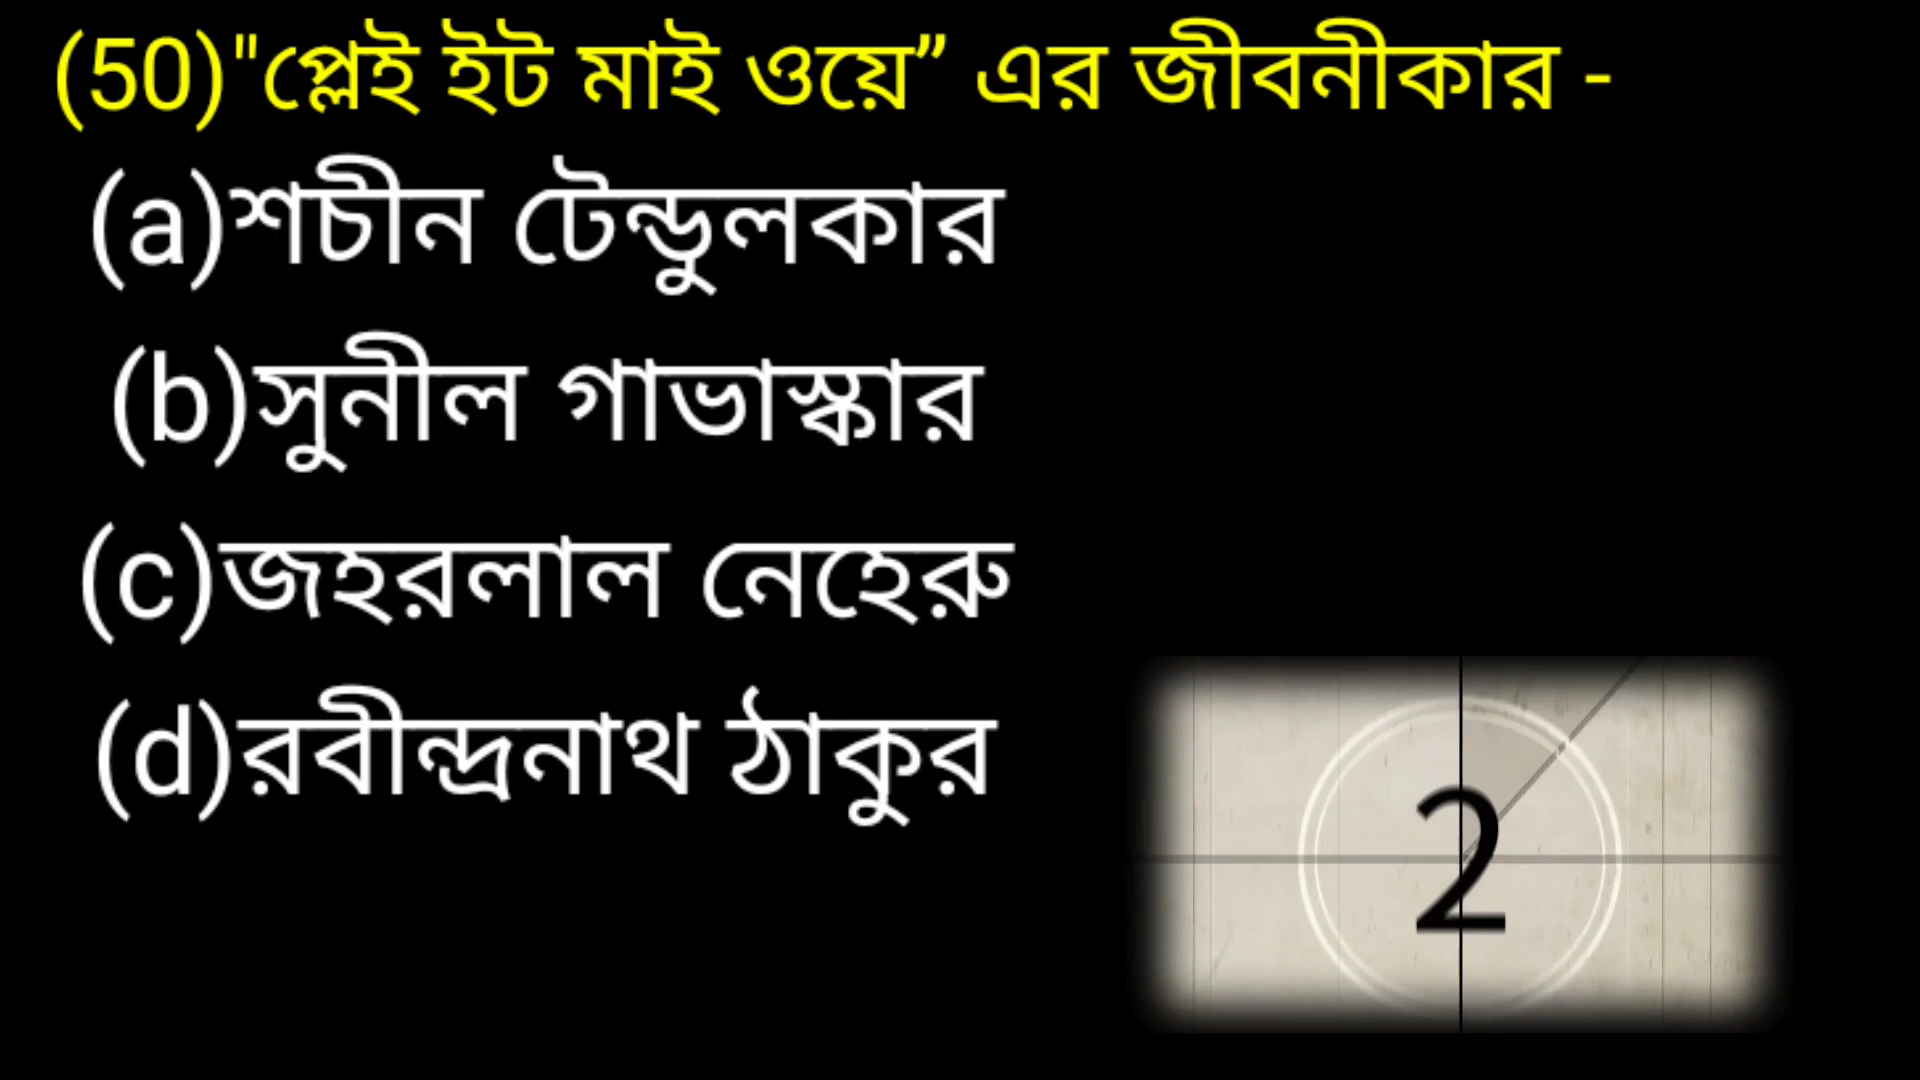 (50)"প্লেই ইট মাই ওয়ে” এর জীবনীকার -
(a)শচীন টেন্ডুলকার
(b)সুনীল গাভাস্কার
(c)জহরলাল নেহেরু
(d)রবীন্দ্রনাথ ঠাকুর
2